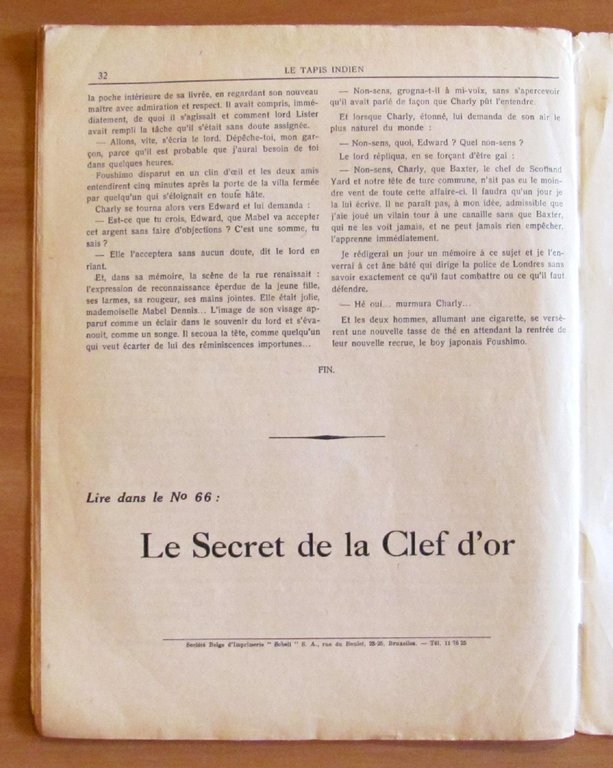 32
LE TAPIS INDIEN
la poche intérieure de sa livrée, en regardant son nouveau
maître avec admiration et respect. Il avait compris, immé-
diatement, de quoi il s'agissait et comment lord Lister
avait rempli la tâche qu'il s'était sans doute assignée.
— Allons, vite, s'écria le lord. Dépêche-toi, mon gar-
çon, parce qu'il est probable que j'aurai besoin de toi
dans quelques heures.
Foushimo disparut en un clin d'œil et les deux amis
entendirent cinq minutes après la porte de la villa fermée
par quelqu'un qui s'éloignait en toute hâte.
Charly se tourna alors vers Edward et lui demanda :
— Est-ce que tu crois, Edward, que Mabel va accepter
cet argent sans faire d'objections ? C'est une somme, tu
sais ?
— Elle l'acceptera sans aucun doute, dit le lord en
riant.
Et, dans sa mémoire, la scène de la rue renaissait :
l'expression de reconnaissance éperdue de la jeune fille,
ses larmes, sa rougeur, ses mains jointes. Elle était jolie,
mademoiselle Mabel Dennis... L'image de son visage ap-
parut comme un éclair dans le souvenir du lord et s'éva-
nouit, comme un songe. Il secoua la tête, comme quelqu'un
qui veut écarter de lui des réminiscences importunes...
— Non-sens, grogna-t-il à mi-voix, sans s'apercevoir
qu'il avait parlé de façon que Charly pût l'entendre.
Et lorsque Charly, étonné, lui demanda de son air le
plus naturel du monde :
— Non-sens, quoi, Edward ? Quel non-sens ?
Le lord répliqua, en se forçant d'être gai :
— Non-sens, Charly, que Baxter, le chef de Scotland
Yard et notre tête de turc commune, n'ait pas eu le moin-
dre vent de toute cette affaire-ci. Il faudra qu'un jour je
la lui écrive. Il ne paraît pas, à mon idée, admissible que
j'aie joué un vilain tour à une canaille sans que Baxter,
qui ne les voit jamais, et ne peut jamais rien empêcher,
l'apprenne immédiatement.
Je rédigerai un jour un mémoire à ce sujet et je l'en-
verrai à cet âne bâté qui dirige la police de Londres sans
savoir exactement ce qu'il faut combattre ou ce qu'il faut
défendre.
— Hé oui... murmura Charly...
Et les deux hommes, allumant une cigarette, se versè-
rent une nouvelle tasse de thé en attendant la rentrée de
leur nouvelle recrue, le boy japonais Foushimo.
FIN.
Lire dans le No 66 :
Le Secret de la Clef d'or
Société Belge d'Imprimerie " Sobeli " S. A., rue du Boulet, 28-25, Bruxelles. — Tél. 11 76 25